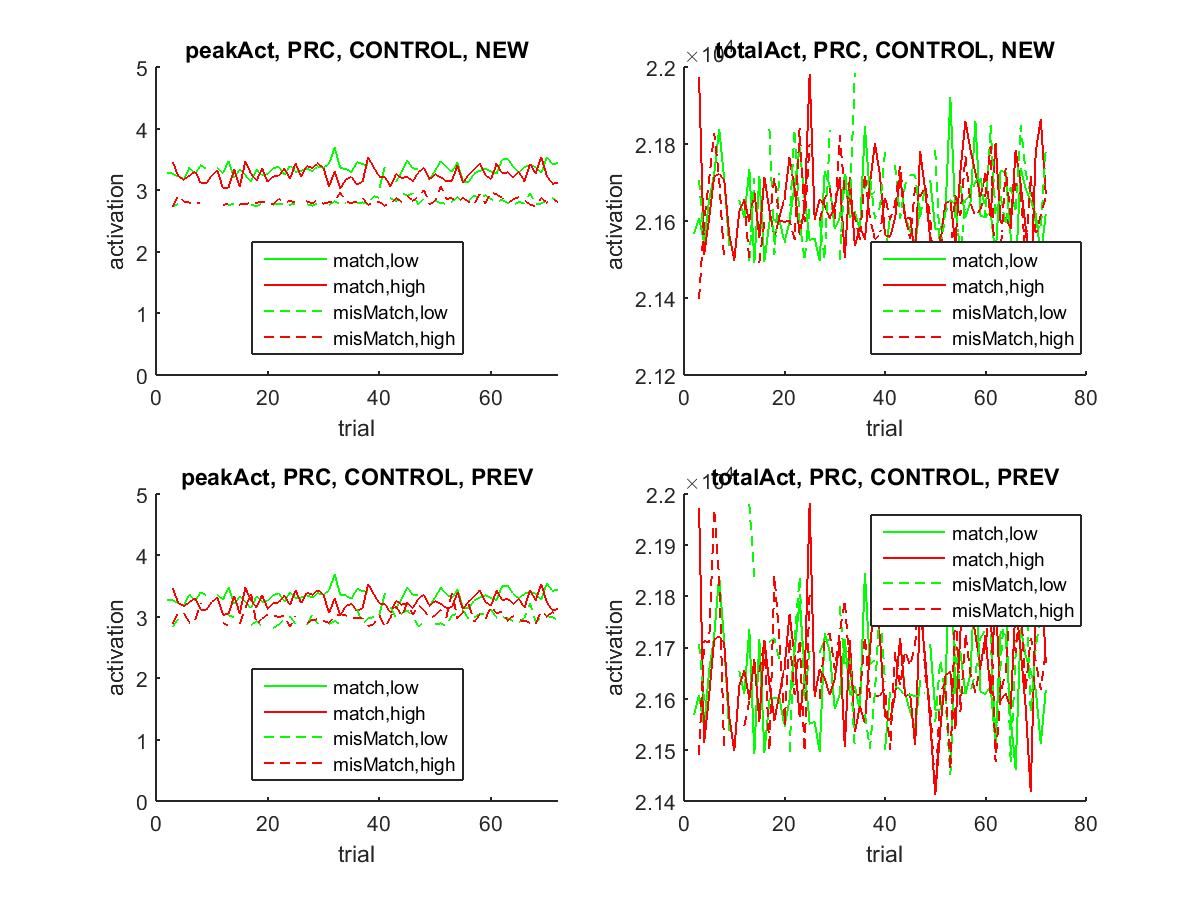 peakAct, PRC, CONTROL, NEW
5
4
3
2
1
0
activation
match,low
match,high
misMatch,low
misMatch,high
0 20 40 60
trial
totalAct, PRC, CONTROL, NEW
2.2
2.18
2.16
2.14
2.12
activation
match,low
match,high
misMatch,low
misMatch,high
0 20 40 60 80
trial
peakAct, PRC, CONTROL, PREV
5
4
3
2
1
0
activation
match,low
match,high
misMatch,low
misMatch,high
0 20 40 60
trial
totalAct, PRC, CONTROL, PREV
2.2
2.19
2.18
2.17
2.16
2.15
2.14
activation
match,low
match,high
misMatch,low
misMatch,high
0 20 40 60 80
trial